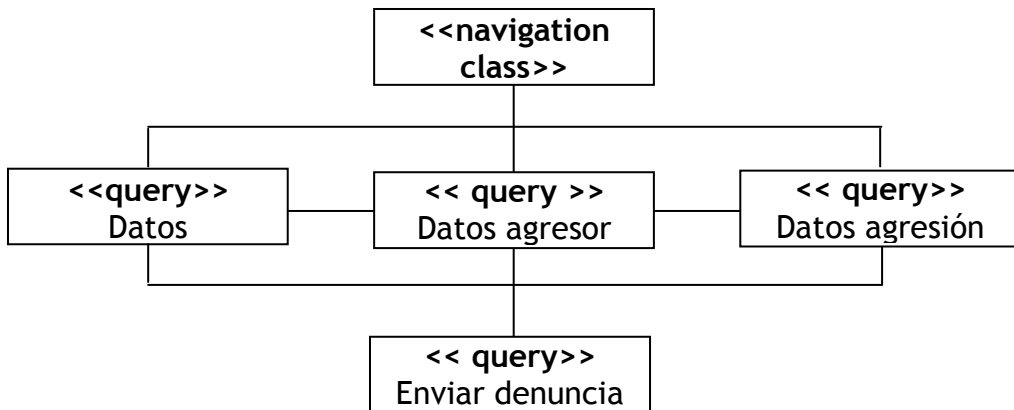 <<navigation
class>>
<<query>>
Datos
<< query >>
Datos agresor
<< query>>
Datos agresión
<< query>>
Enviar denuncia